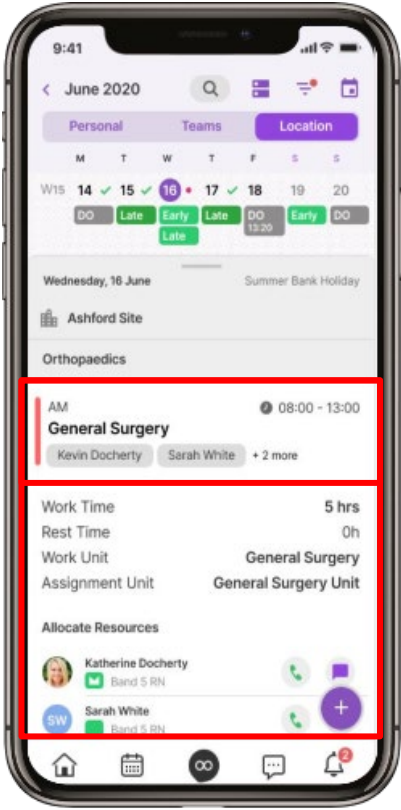 9:41
June 2020
Personal Teams Location
M T W T F S S
W15 14 15 16 17 18 19 20
DO Late Early Late DO Early DO
13:20
Late
Wednesday, 16 June Summer Bank Holiday
Ashford Site
Orthopaedics
AM 08:00 - 13:00
General Surgery
Kevin Docherty Sarah White + 2 more
Work Time 5 hrs
Rest Time 0h
Work Unit General Surgery
Assignment Unit General Surgery Unit
Allocate Resources
Katherine Docherty
Band 5 RN
SW Sarah White
Band 5 RN
2